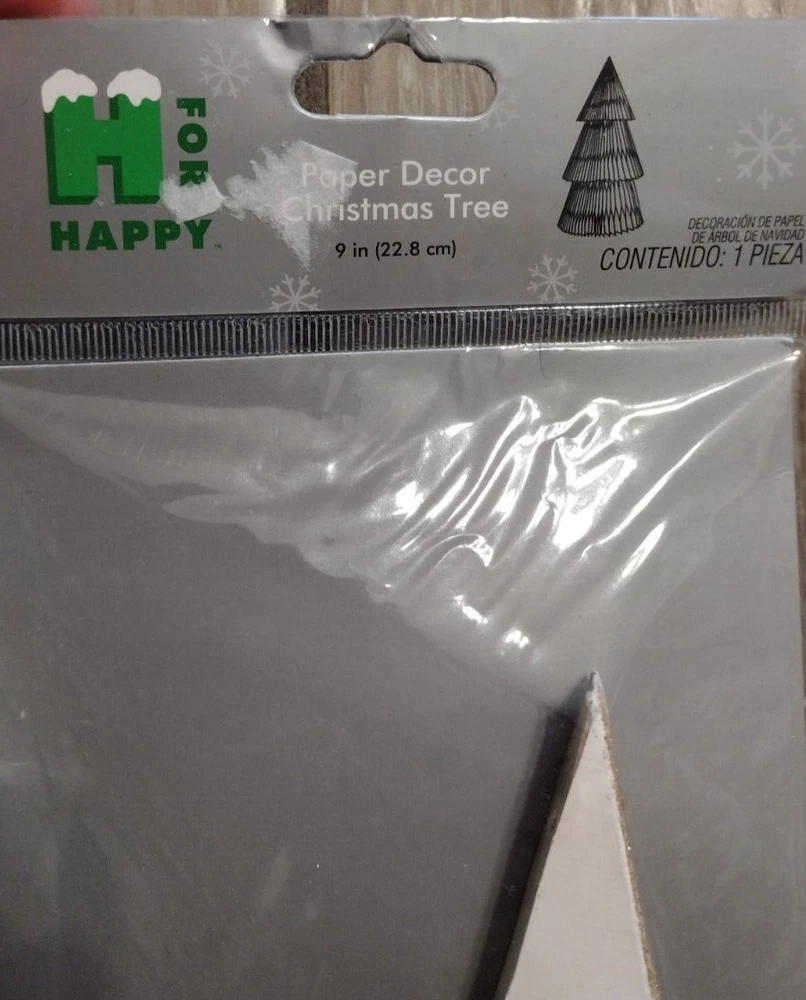 H FOR
HAPPY™
Paper Decor
Christmas Tree
9 in (22.8 cm)
DECORACIÓN DE PAPEL
DE ÁRBOL DE NAVIDAD
CONTENIDO: 1 PIEZA